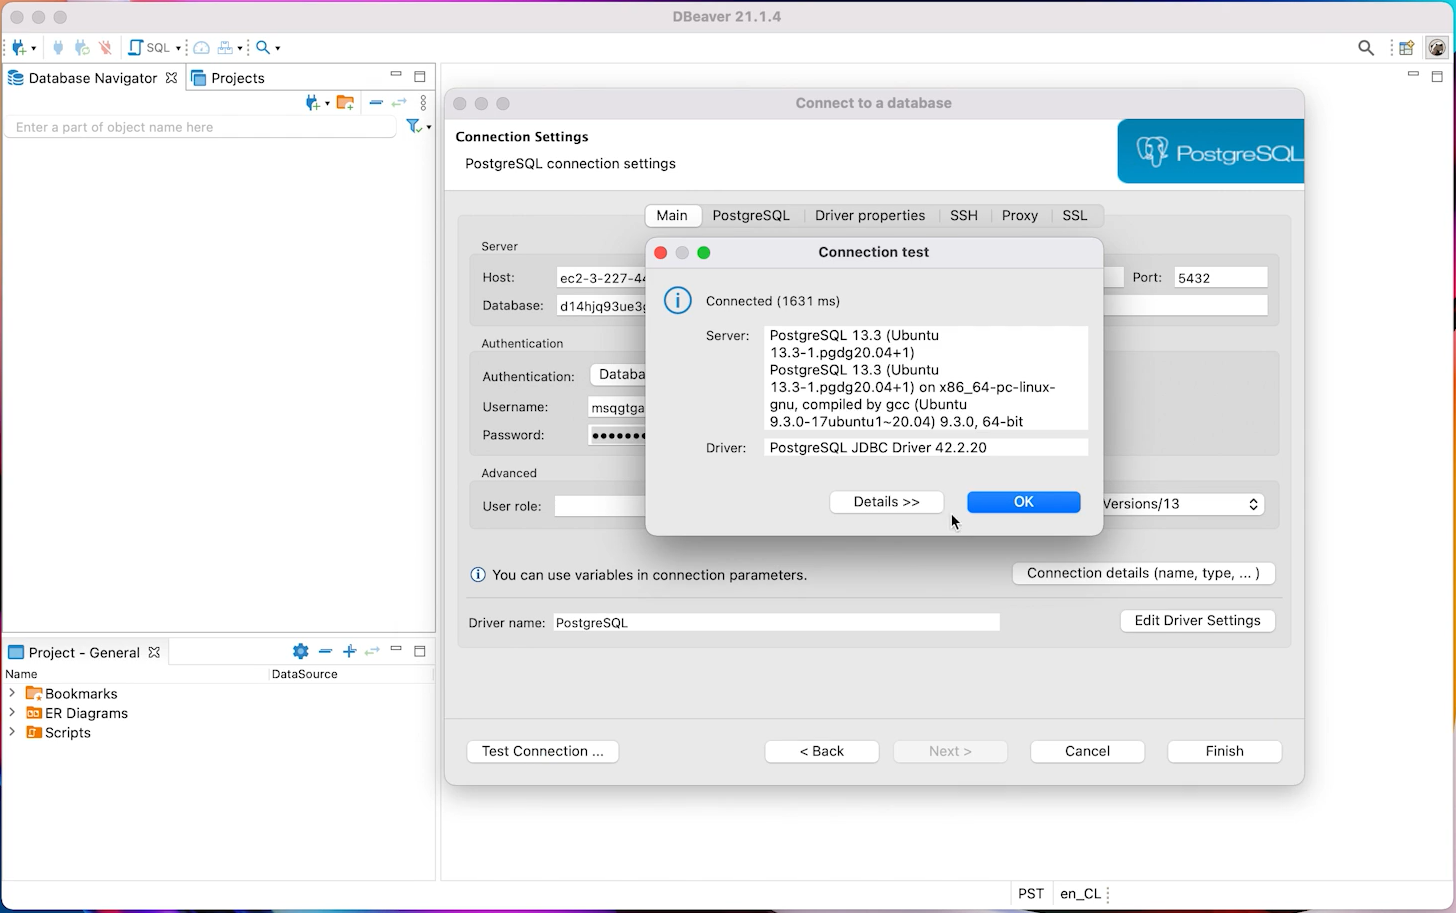 DBeaver 21.1.4
SQL
Database Navigator
Projects
Enter a part of object name here
Connect to a database
Connection Settings
PostgreSQL connection settings
PostgreSQL
Main
PostgreSQL
Driver properties
SSH
Proxy
SSL
Server
Host:
ec2-3-227-44
Port:
5432
Database:
d14hjq93ue3g
Authentication
Authentication:
Databa
Username:
msqgtga
Password:
Advanced
User role:
Versions/13
Connection test
Connected (1631 ms)
Server:
PostgreSQL 13.3 (Ubuntu
13.3-1.pgdg20.04+1)
PostgreSQL 13.3 (Ubuntu
13.3-1.pgdg20.04+1) on x86_64-pc-linux-
gnu, compiled by gcc (Ubuntu
9.3.0-17ubuntu1~20.04) 9.3.0, 64-bit
Driver:
PostgreSQL JDBC Driver 42.2.20
Details >>
OK
You can use variables in connection parameters.
Connection details (name, type, ... )
Driver name:
PostgreSQL
Edit Driver Settings
Test Connection ...
< Back
Next >
Cancel
Finish
Project - General
Name
DataSource
Bookmarks
ER Diagrams
Scripts
PST
en_CL